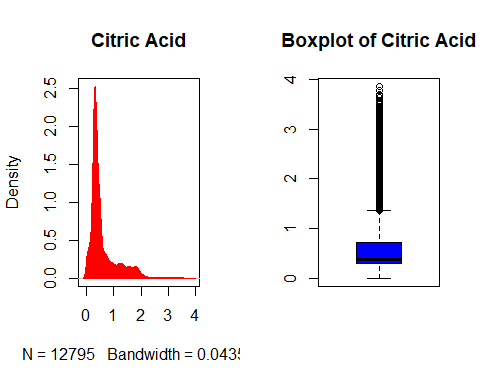 Citric Acid
Boxplot of Citric Acid
Density
2.5
2.0
1.5
1.0
0.5
0.0
0 1 2 3 4
N = 12795 Bandwidth = 0.0435
4
3
2
1
0